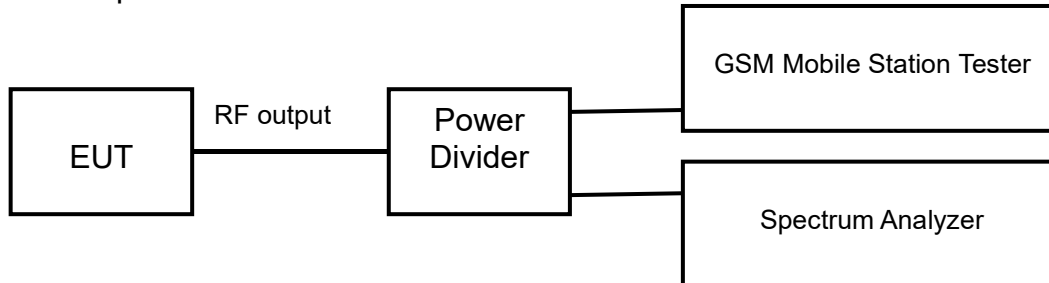 GSM Mobile Station Tester
RF output
EUT
Power
Divider
Spectrum Analyzer